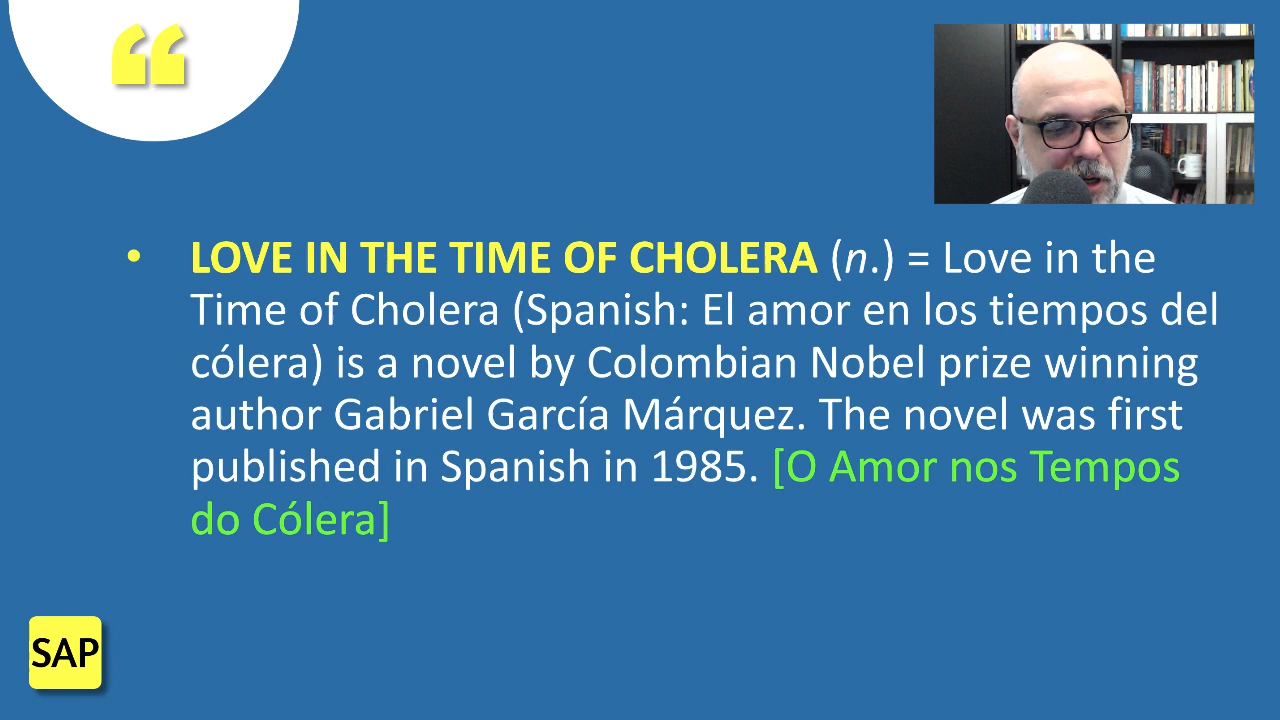 “
• LOVE IN THE TIME OF CHOLERA (n.) = Love in the
Time of Cholera (Spanish: El amor en los tiempos del
cólera) is a novel by Colombian Nobel prize winning
author Gabriel García Márquez. The novel was first
published in Spanish in 1985. [O Amor nos Tempos
do Cólera]
SAP